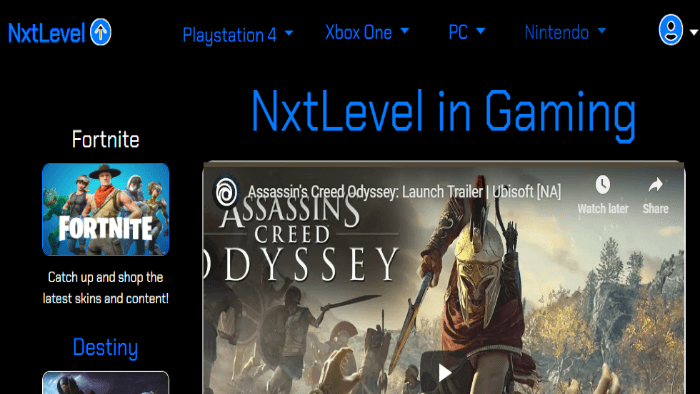 NxtLevel
Playstation 4
Xbox One
PC
Nintendo
NxtLevel in Gaming
Fortnite
FORTNITE
Catch up and shop the
latest skins and content!
Destiny
Assassin's Creed Odyssey: Launch Trailer | Ubisoft [NA]
Watch later
Share
ASSASSIN'S
CREED
ODYSSEY